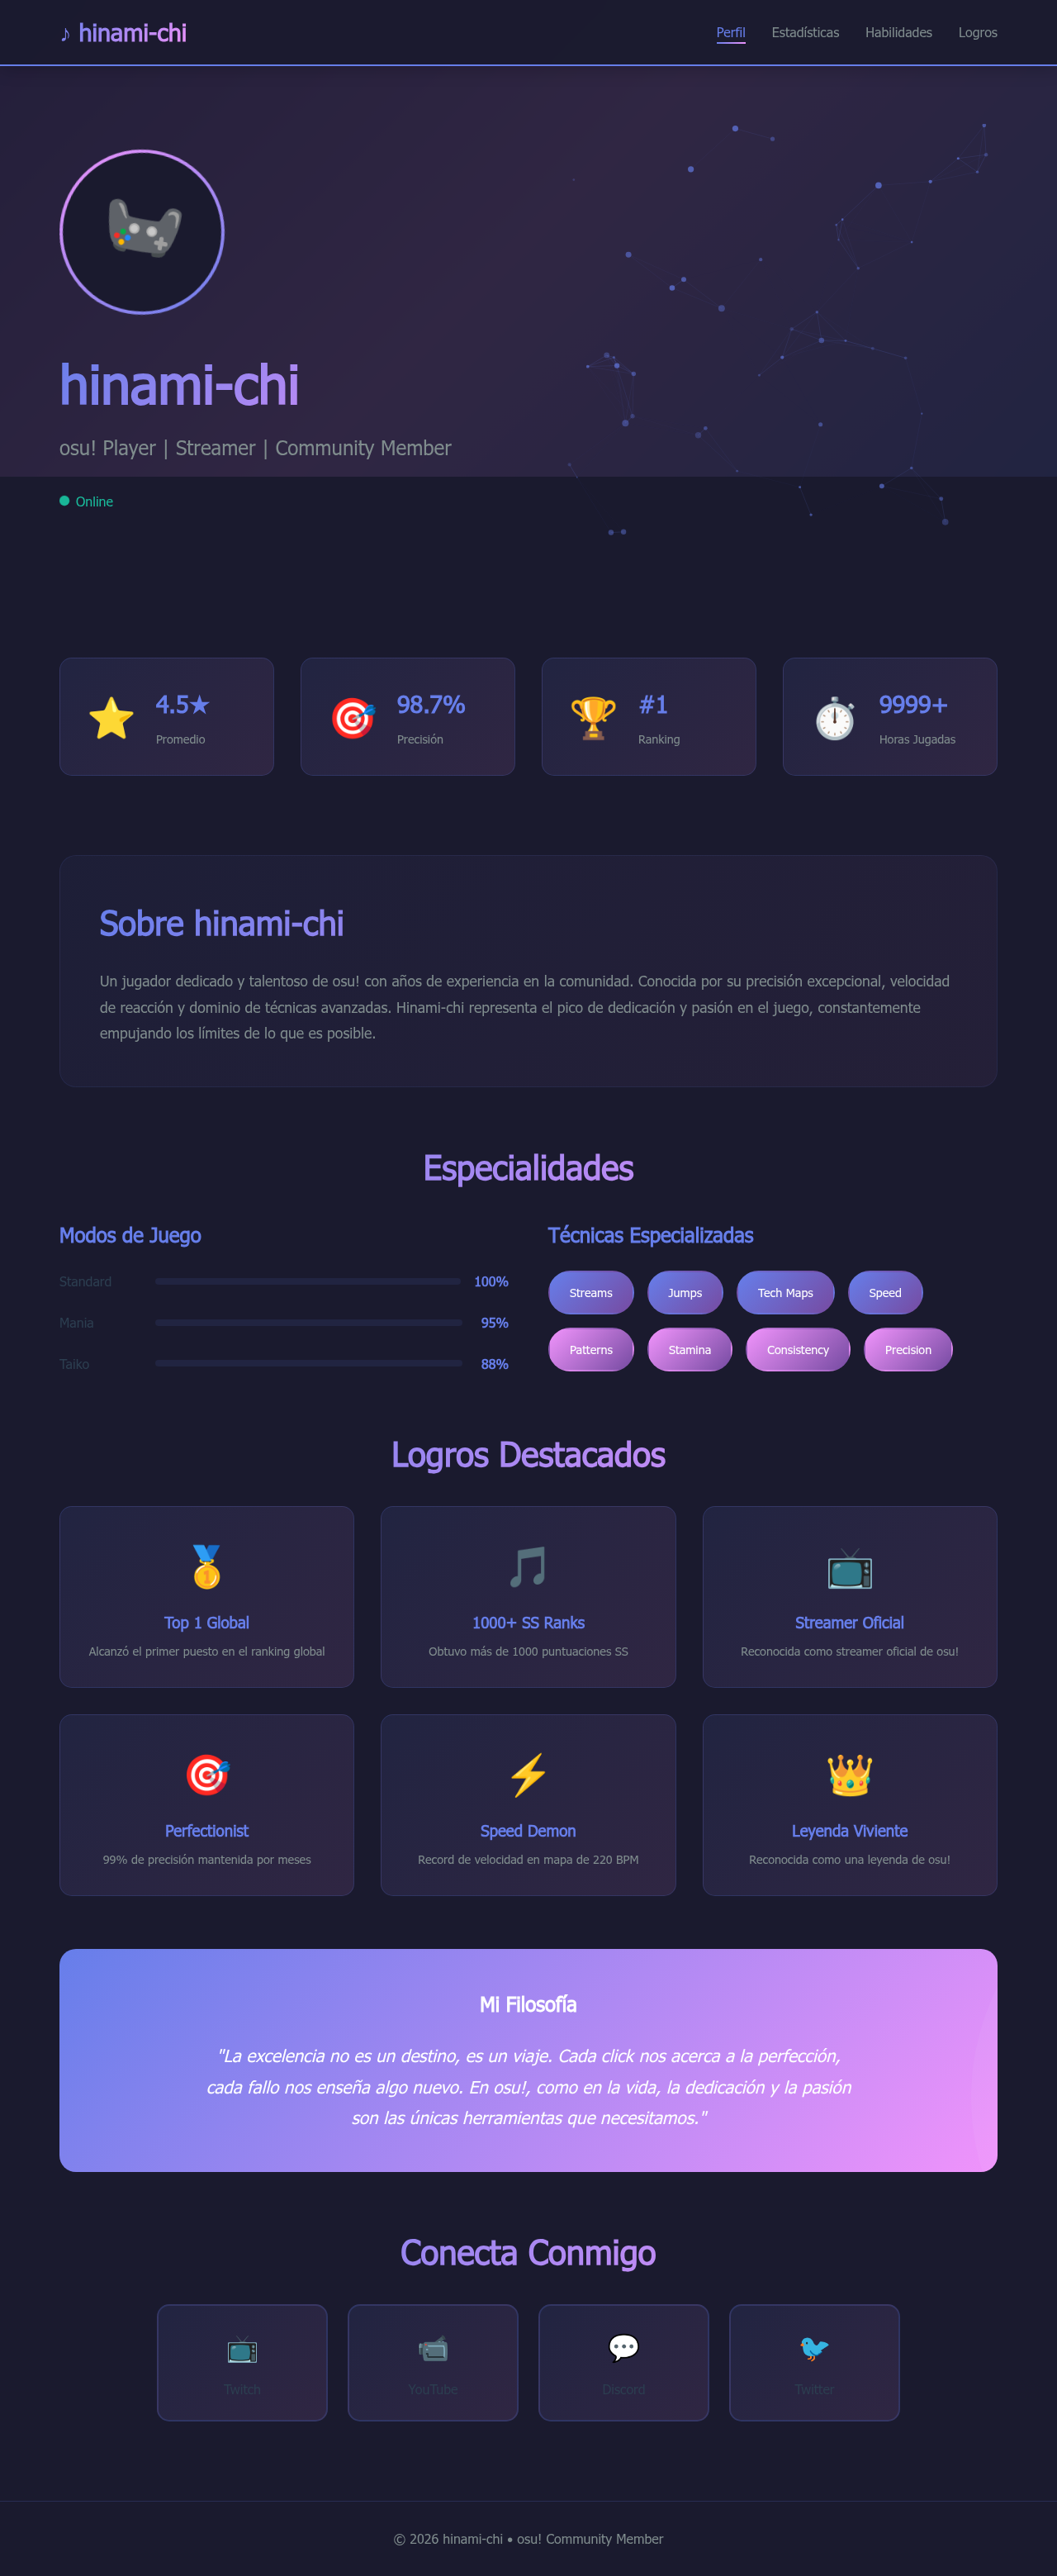 ♪ hinami-chi
Perfil
Estadísticas
Habilidades
Logros
hinami-chi
osu! Player | Streamer | Community Member
Online
4.5★
Promedio
98.7%
Precisión
#1
Ranking
9999+
Horas Jugadas
Sobre hinami-chi
Un jugador dedicado y talentoso de osu! con años de experiencia en la comunidad. Conocida por su precisión excepcional, velocidad
de reacción y dominio de técnicas avanzadas. Hinami-chi representa el pico de dedicación y pasión en el juego, constantemente
empujando los límites de lo que es posible.
Especialidades
Modos de Juego
Standard
100%
Mania
95%
Taiko
88%
Técnicas Especializadas
Streams
Jumps
Tech Maps
Speed
Patterns
Stamina
Consistency
Precision
Logros Destacados
Top 1 Global
Alcanzó el primer puesto en el ranking global
1000+ SS Ranks
Obtuvo más de 1000 puntuaciones SS
Streamer Oficial
Reconocida como streamer oficial de osu!
Perfectionist
99% de precisión mantenida por meses
Speed Demon
Record de velocidad en mapa de 220 BPM
Leyenda Viviente
Reconocida como una leyenda de osu!
Mi Filosofía
"La excelencia no es un destino, es un viaje. Cada click nos acerca a la perfección,
cada fallo nos enseña algo nuevo. En osu!, como en la vida, la dedicación y la pasión
son las únicas herramientas que necesitamos."
Conecta Conmigo
Twitch
YouTube
Discord
Twitter
© 2026 hinami-chi • osu! Community Member